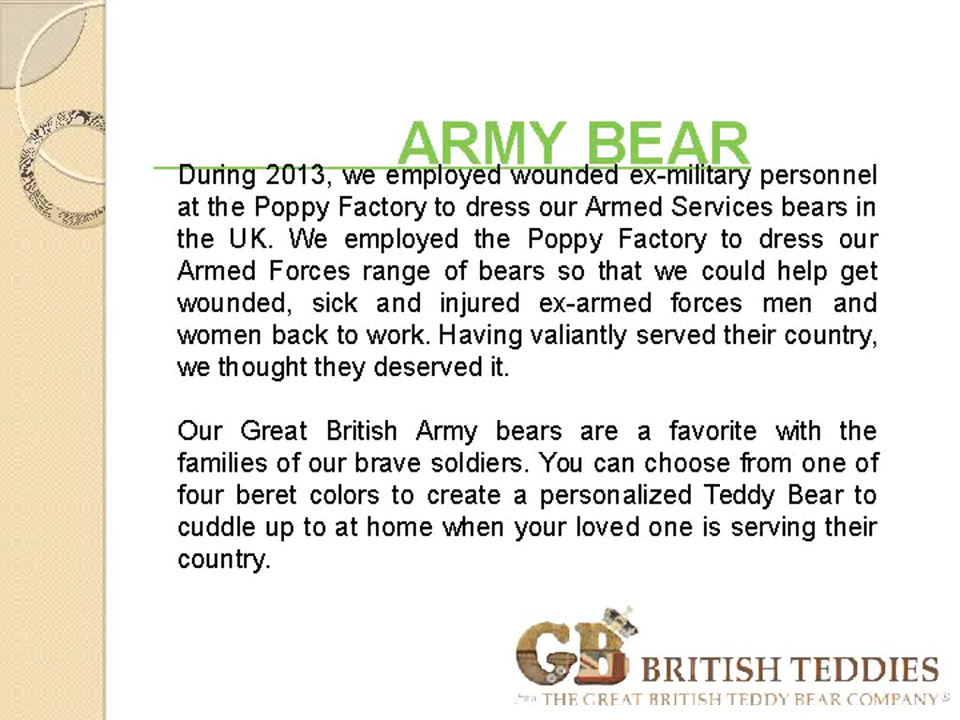 ARMY BEAR
During 2013, we employed wounded ex-military personnel
at the Poppy Factory to dress our Armed Services bears in
the UK. We employed the Poppy Factory to dress our
Armed Forces range of bears so that we could help get
wounded, sick and injured ex-armed forces men and
women back to work. Having valiantly served their country,
we thought they deserved it.
Our Great British Army bears are a favorite with the
families of our brave soldiers. You can choose from one of
four beret colors to create a personalized Teddy Bear to
cuddle up to at home when your loved one is serving their
country.
GB BRITISH TEDDIES
From THE GREAT BRITISH TEDDY BEAR COMPANY®